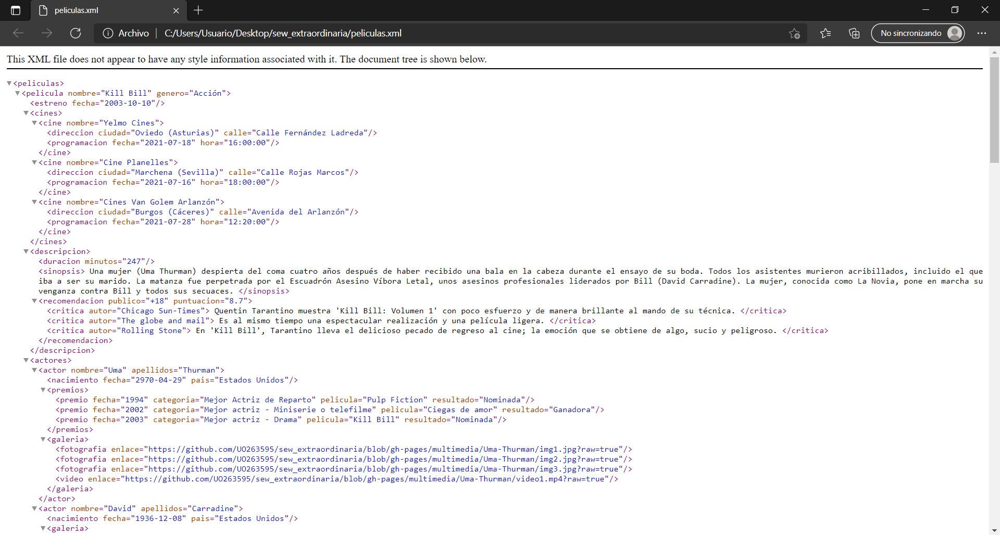 peliculas.xml
Archivo
C:/Users/Usuario/Desktop/sew_extraordinaria/peliculas.xml
No sincronizando
This XML file does not appear to have any style information associated with it. The document tree is shown below.
<peliculas>
<pelicula nombre="Kill Bill" genero="Acción">
<estreno fecha="2003-10-10"/>
<cines>
<cine nombre="Yelmo Cines">
<direccion ciudad="Oviedo (Asturias)" calle="Calle Fernández Ladreda"/>
<programacion fecha="2021-07-18" hora="16:00:00"/>
</cine>
<cine nombre="Cine Planelles">
<direccion ciudad="Marchena (Sevilla)" calle="Calle Rojas Marcos"/>
<programacion fecha="2021-07-16" hora="18:00:00"/>
</cine>
<cine nombre="Cines Van Golem Arlanzón">
<direccion ciudad="Burgos (Cáceres)" calle="Avenida del Arlanzón"/>
<programacion fecha="2021-07-28" hora="12:20:00"/>
</cine>
</cines>
<descripcion>
<duracion minutos="247"/>
<sinopsis> Una mujer (Uma Thurman) despierta del coma cuatro años después de haber recibido una bala en la cabeza durante el ensayo de su boda. Todos los asistentes murieron acribillados, incluido el que
iba a ser su marido. La matanza fue perpetrada por el Escuadrón Asesino Víbora Letal, unos asesinos profesionales liderados por Bill (David Carradine). La mujer, conocida como La Novia, pone en marcha su
venganza contra Bill y todos sus secuaces. </sinopsis>
<recomendacion publico="+18" puntuacion="8.7">
<critica autor="Chicago Sun-Times"> Quentin Tarantino muestra 'Kill Bill: Volumen 1' con poco esfuerzo y de manera brillante al mando de su técnica. </critica>
<critica autor="The globe and mail"> Es al mismo tiempo una espectacular realización y una película ligera. </critica>
<critica autor="Rolling Stone"> En 'Kill Bill', Tarantino lleva el delicioso pecado de regreso al cine; la emoción que se obtiene de algo, sucio y peligroso. </critica>
</recomendacion>
</descripcion>
<actores>
<actor nombre="Uma" apellidos="Thurman">
<nacimiento fecha="2970-04-29" pais="Estados Unidos"/>
<premios>
<premio fecha="1994" categoria="Mejor Actriz de Reparto" pelicula="Pulp Fiction" resultado="Nominada"/>
<premio fecha="2002" categoria="Mejor actriz - Miniserie o telefilme" pelicula="Ciegas de amor" resultado="Ganadora"/>
<premio fecha="2003" categoria="Mejor actriz - Drama" pelicula="Kill Bill" resultado="Nominada"/>
</premios>
<galeria>
<fotografia enlace="https://github.com/UO263595/sew_extraordinaria/blob/gh-pages/multimedia/Uma-Thurman/img1.jpg?raw=true"/>
<fotografia enlace="https://github.com/UO263595/sew_extraordinaria/blob/gh-pages/multimedia/Uma-Thurman/img2.jpg?raw=true"/>
<fotografia enlace="https://github.com/UO263595/sew_extraordinaria/blob/gh-pages/multimedia/Uma-Thurman/img3.jpg?raw=true"/>
<video enlace="https://github.com/UO263595/sew_extraordinaria/blob/gh-pages/multimedia/Uma-Thurman/video1.mp4?raw=true"/>
</galeria>
</actor>
<actor nombre="David" apellidos="Carradine">
<nacimiento fecha="1936-12-08" pais="Estados Unidos"/>
<galeria>